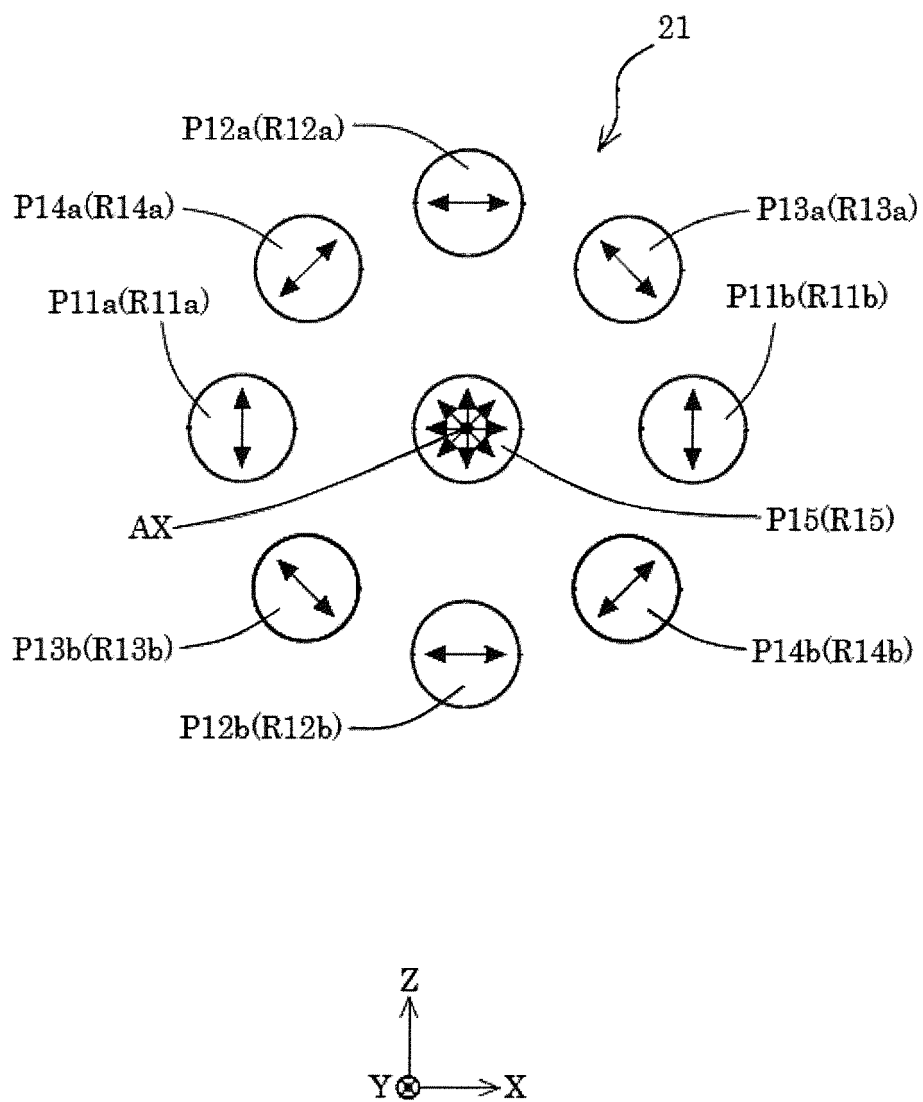 21
P12a(R12a)
P14a(R14a)
P13a(R13a)
P11a(R11a)
P11b(R11b)
AX
P15(R15)
P13b(R13b)
P14b(R14b)
P12b(R12b)
Z
Y
X